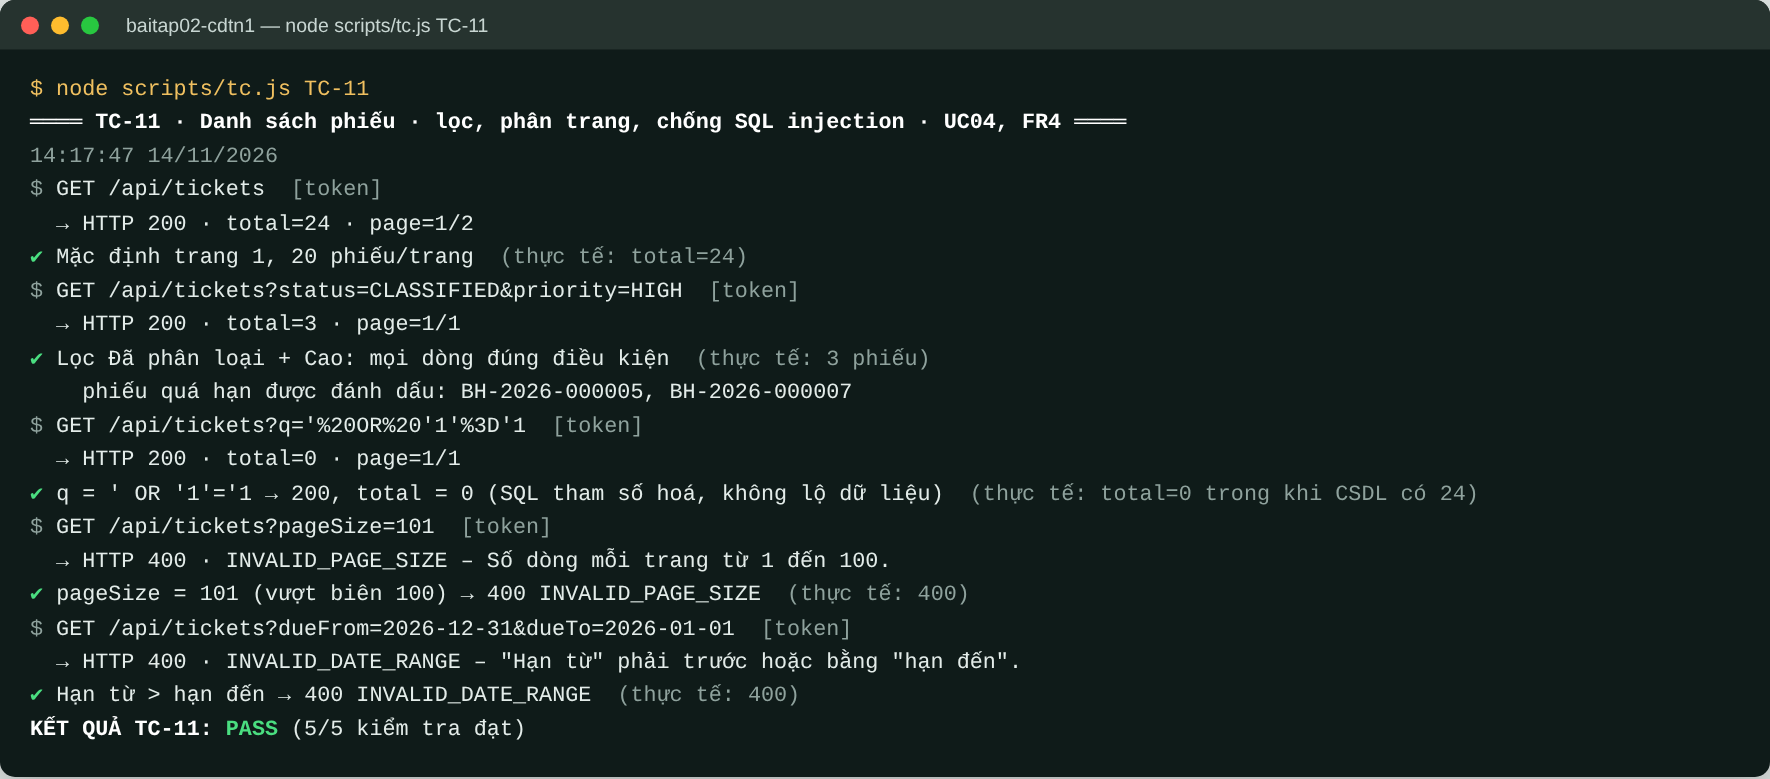 baitap02-cdtn1 — node scripts/tc.js TC-11
$ node scripts/tc.js TC-11
════ TC-11 · Danh sách phiếu · lọc, phân trang, chống SQL injection · UC04, FR4 ════
14:17:47 14/11/2026
$ GET /api/tickets  [token]
→ HTTP 200 · total=24 · page=1/2
✔ Mặc định trang 1, 20 phiếu/trang  (thực tế: total=24)
$ GET /api/tickets?status=CLASSIFIED&priority=HIGH  [token]
→ HTTP 200 · total=3 · page=1/1
✔ Lọc Đã phân loại + Cao: mọi dòng đúng điều kiện  (thực tế: 3 phiếu)
phiếu quá hạn được đánh dấu: BH-2026-000005, BH-2026-000007
$ GET /api/tickets?q='%20OR%20'1'%3D'1  [token]
→ HTTP 200 · total=0 · page=1/1
✔ q = ' OR '1'='1 → 200, total = 0 (SQL tham số hoá, không lộ dữ liệu)  (thực tế: total=0 trong khi CSDL có 24)
$ GET /api/tickets?pageSize=101  [token]
→ HTTP 400 · INVALID_PAGE_SIZE – Số dòng mỗi trang từ 1 đến 100.
✔ pageSize = 101 (vượt biên 100) → 400 INVALID_PAGE_SIZE  (thực tế: 400)
$ GET /api/tickets?dueFrom=2026-12-31&dueTo=2026-01-01  [token]
→ HTTP 400 · INVALID_DATE_RANGE – "Hạn từ" phải trước hoặc bằng "hạn đến".
✔ Hạn từ > hạn đến → 400 INVALID_DATE_RANGE  (thực tế: 400)
KẾT QUẢ TC-11: PASS (5/5 kiểm tra đạt)